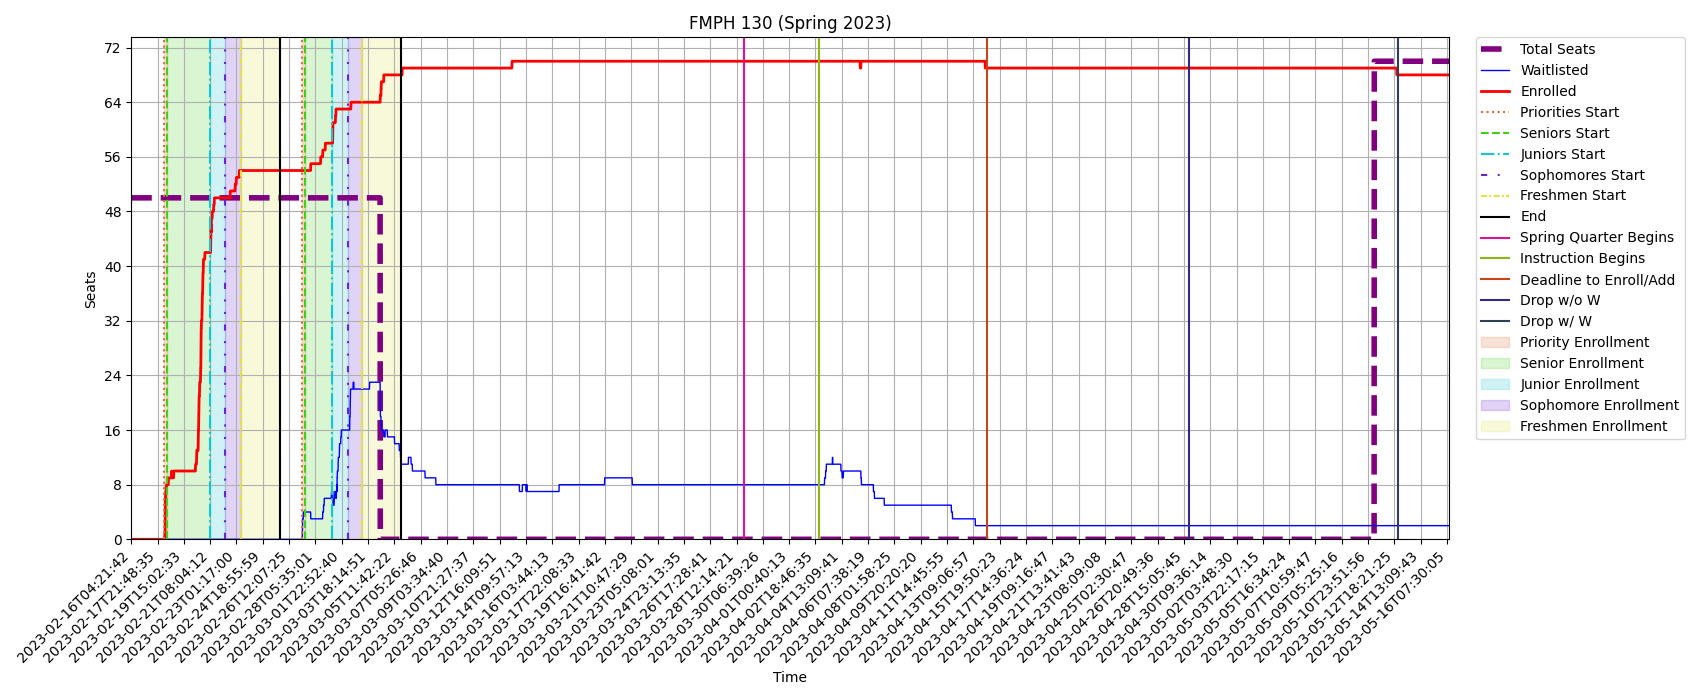 FMPH 130 (Spring 2023)
72
64
56
48
40
32
24
16
8
0
Seats
2023-02-16T04:21:42
2023-02-17T21:48:35
2023-02-19T15:02:33
2023-02-21T08:04:12
2023-02-23T01:17:00
2023-02-24T18:55:59
2023-02-26T12:07:25
2023-02-28T05:35:01
2023-03-01T22:52:40
2023-03-03T18:14:51
2023-03-05T11:42:22
2023-03-07T05:26:46
2023-03-09T03:34:40
2023-03-10T21:27:37
2023-03-12T16:09:51
2023-03-14T09:57:13
2023-03-16T03:44:13
2023-03-17T22:08:33
2023-03-19T16:41:42
2023-03-21T10:47:29
2023-03-23T05:08:01
2023-03-24T23:13:35
2023-03-26T17:28:41
2023-03-28T12:14:21
2023-03-30T06:39:26
2023-04-01T00:40:13
2023-04-02T18:46:35
2023-04-04T13:09:41
2023-04-06T07:38:19
2023-04-08T01:58:25
2023-04-09T20:20:20
2023-04-11T14:45:55
2023-04-13T09:06:57
2023-04-15T19:50:23
2023-04-17T14:36:24
2023-04-19T09:16:47
2023-04-21T13:41:43
2023-04-23T08:09:08
2023-04-25T02:30:47
2023-04-26T20:49:36
2023-04-28T15:05:45
2023-04-30T09:36:14
2023-05-02T03:48:30
2023-05-03T22:17:15
2023-05-05T16:34:24
2023-05-07T10:59:47
2023-05-09T05:25:16
2023-05-10T23:51:56
2023-05-12T18:21:25
2023-05-14T13:09:43
2023-05-16T07:30:05
Time
Total Seats
Waitlisted
Enrolled
Priorities Start
Seniors Start
Juniors Start
Sophomores Start
Freshmen Start
End
Spring Quarter Begins
Instruction Begins
Deadline to Enroll/Add
Drop w/o W
Drop w/ W
Priority Enrollment
Senior Enrollment
Junior Enrollment
Sophomore Enrollment
Freshmen Enrollment